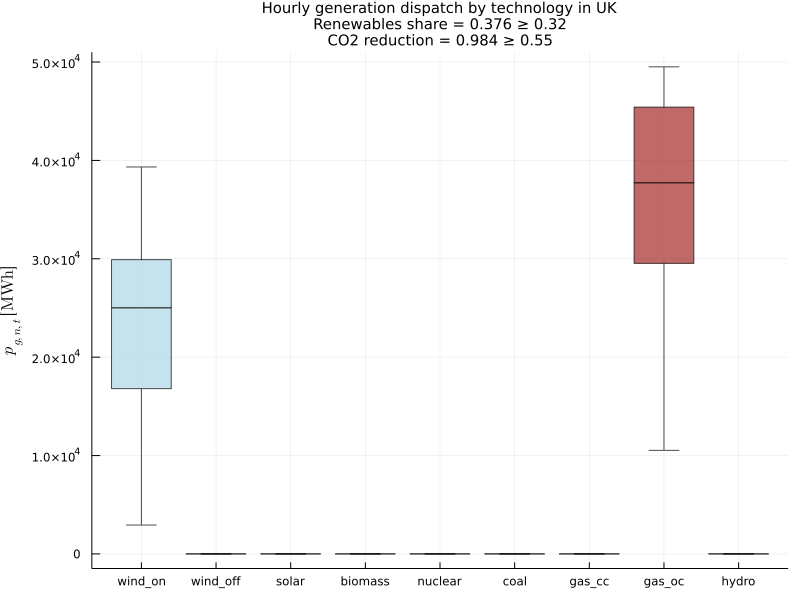 Hourly generation dispatch by technology in UK
Renewables share = 0.376 ≥ 0.32
CO2 reduction = 0.984 ≥ 0.55
p_{g,n,t} [MWh]
5.0×10⁴
4.0×10⁴
3.0×10⁴
2.0×10⁴
1.0×10⁴
0
wind_on wind_off solar biomass nuclear coal gas_cc gas_oc hydro